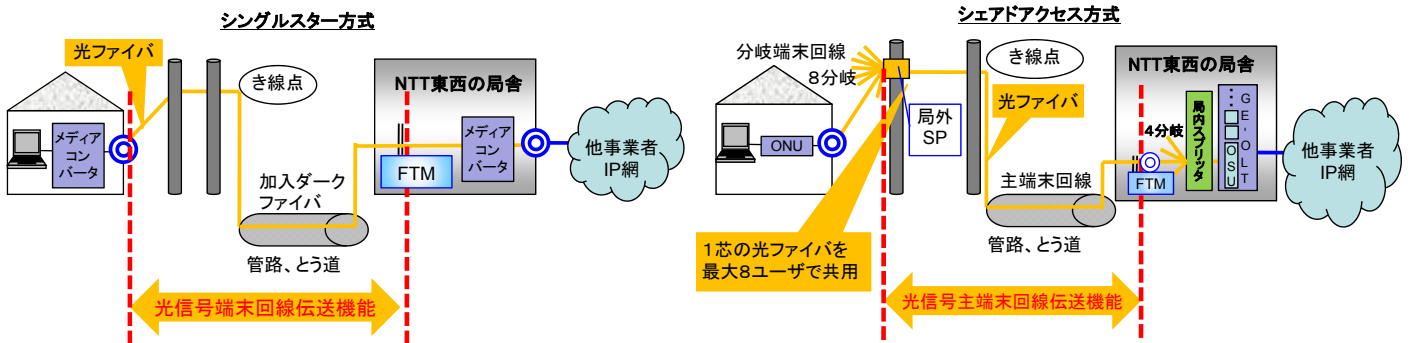 シングルスター方式
光ファイバ
き線点
NTT東西の局舎
メディア
コン
バータ
メディア
コン
バータ
FTM
他事業者
IP網
加入ダーク
ファイバ
管路、とう道
光信号端末回線伝送機能
シェアドアクセス方式
分岐端末回線
8分岐
き線点
NTT東西の局舎
光ファイバ
局外
SP
ONU
4分岐
局内スプリッタ
GE-OLT
OSU
FTM
他事業者
IP網
主端末回線
管路、とう道
1芯の光ファイバを
最大8ユーザで共用
光信号主端末回線伝送機能